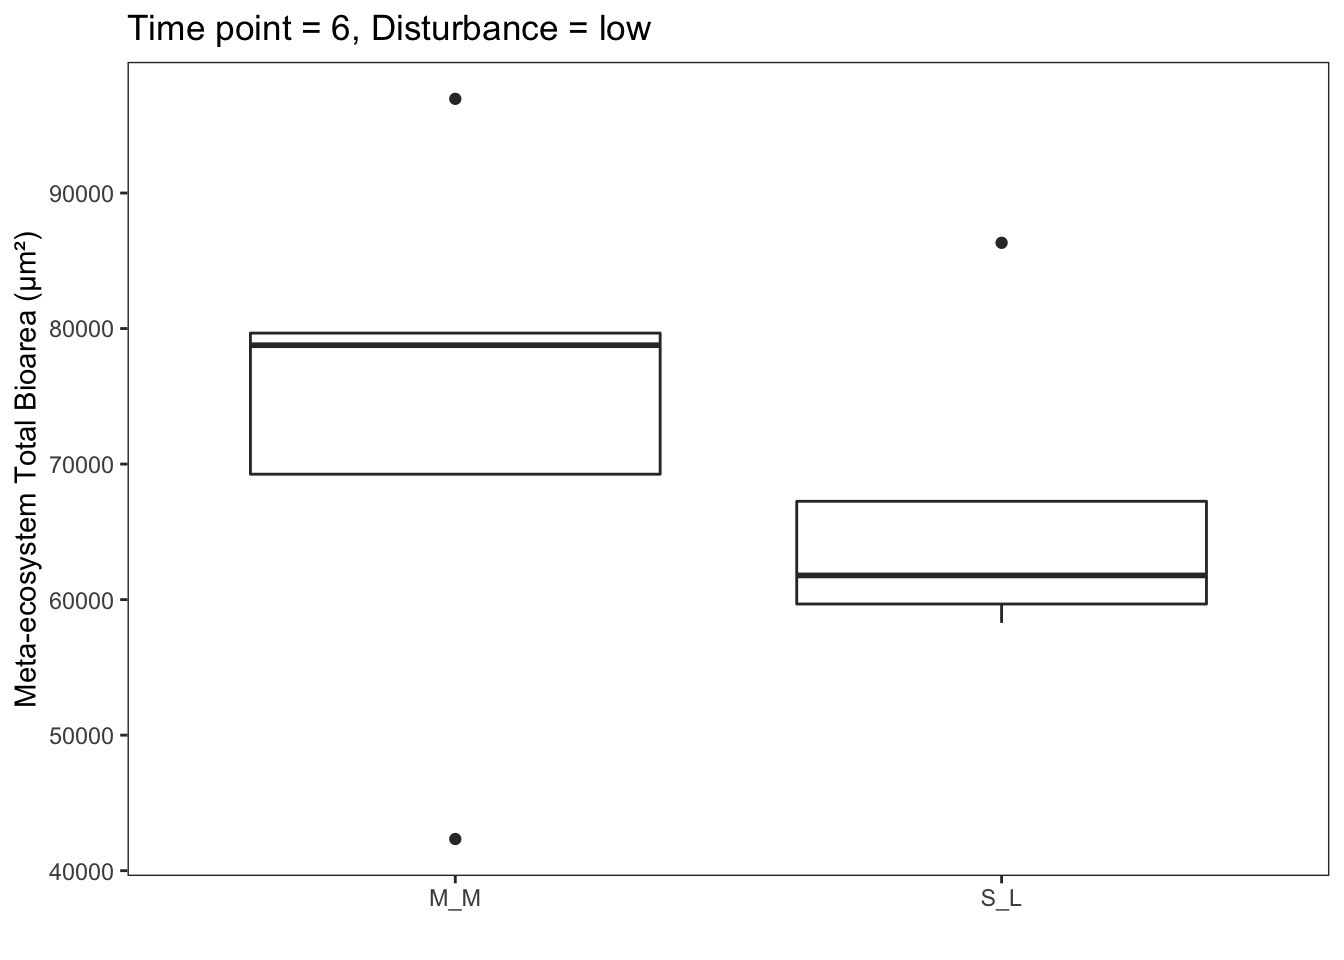 Time point = 6, Disturbance = low
Meta-ecosystem Total Bioarea (μm²)
90000
80000
70000
60000
50000
40000
M_M
S_L